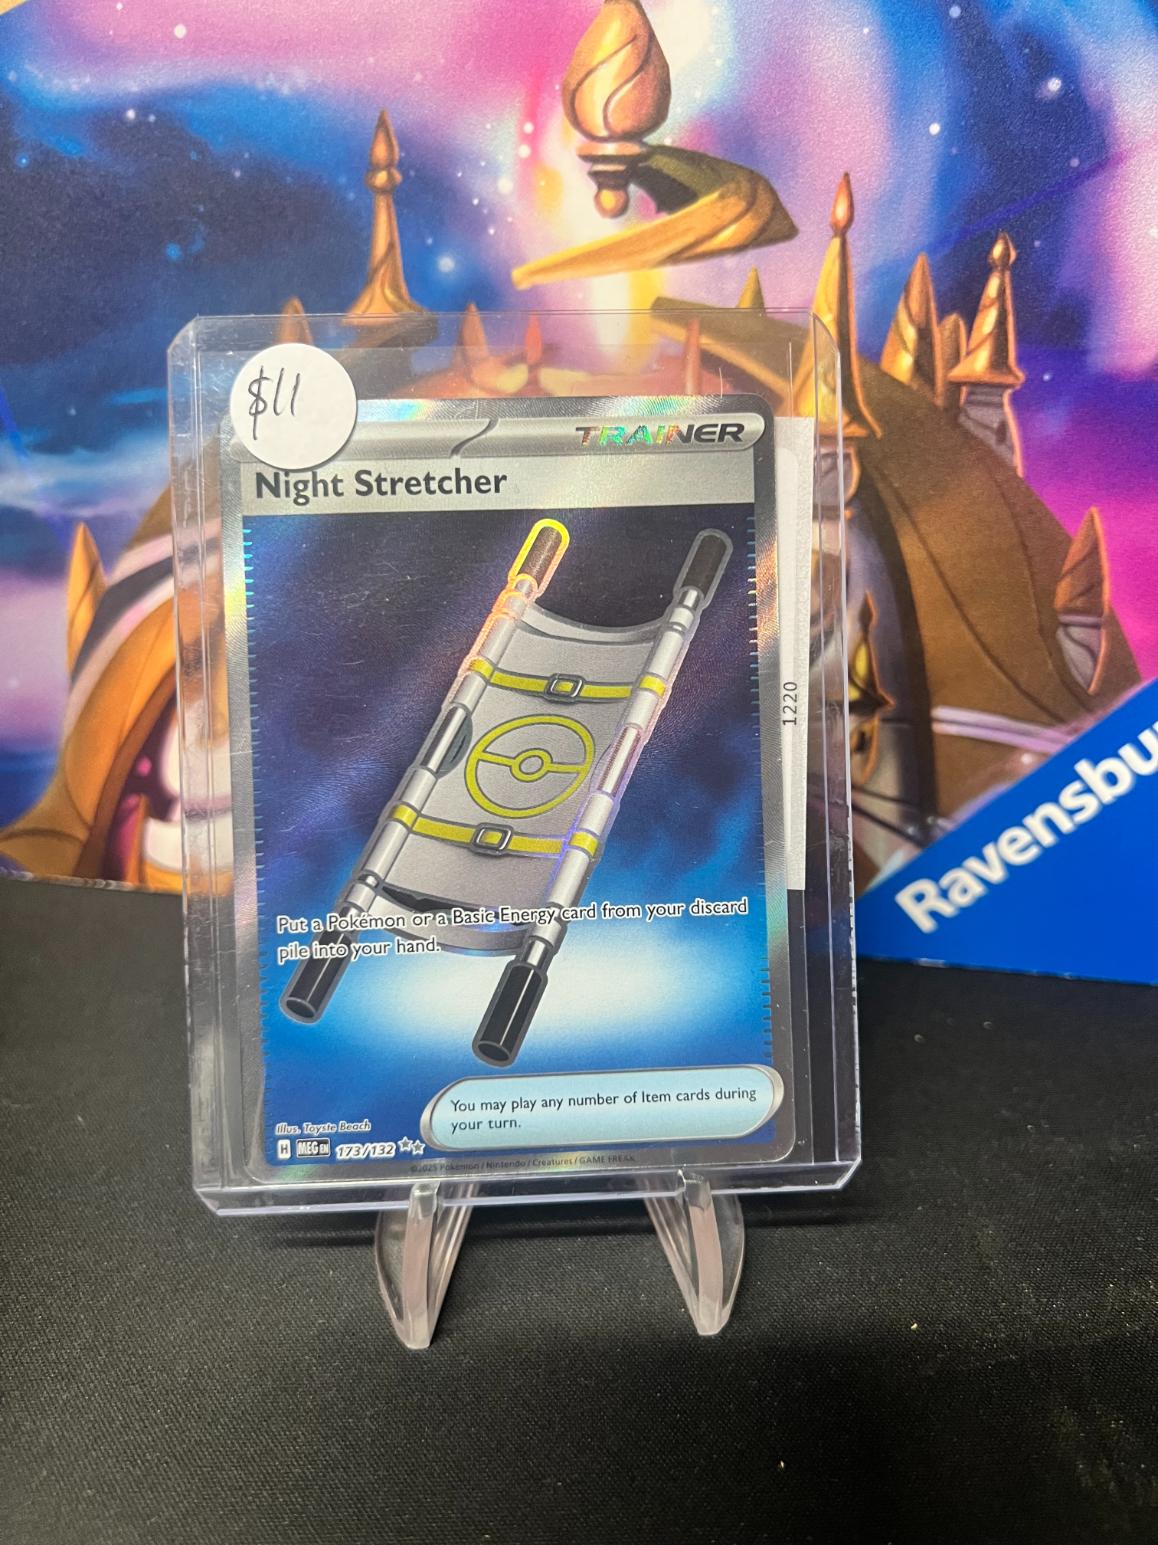 $11
TRAINER
Night Stretcher
1220
Ravensbu
Put a Pokémon or a Basic Energy card from your discard
pile into your hand.
You may play any number of Item cards during
your turn.
Illus. Toyste Beach
H MEG EN 173/132
©2025 Pokémon / Nintendo / Creatures / GAME FREAK